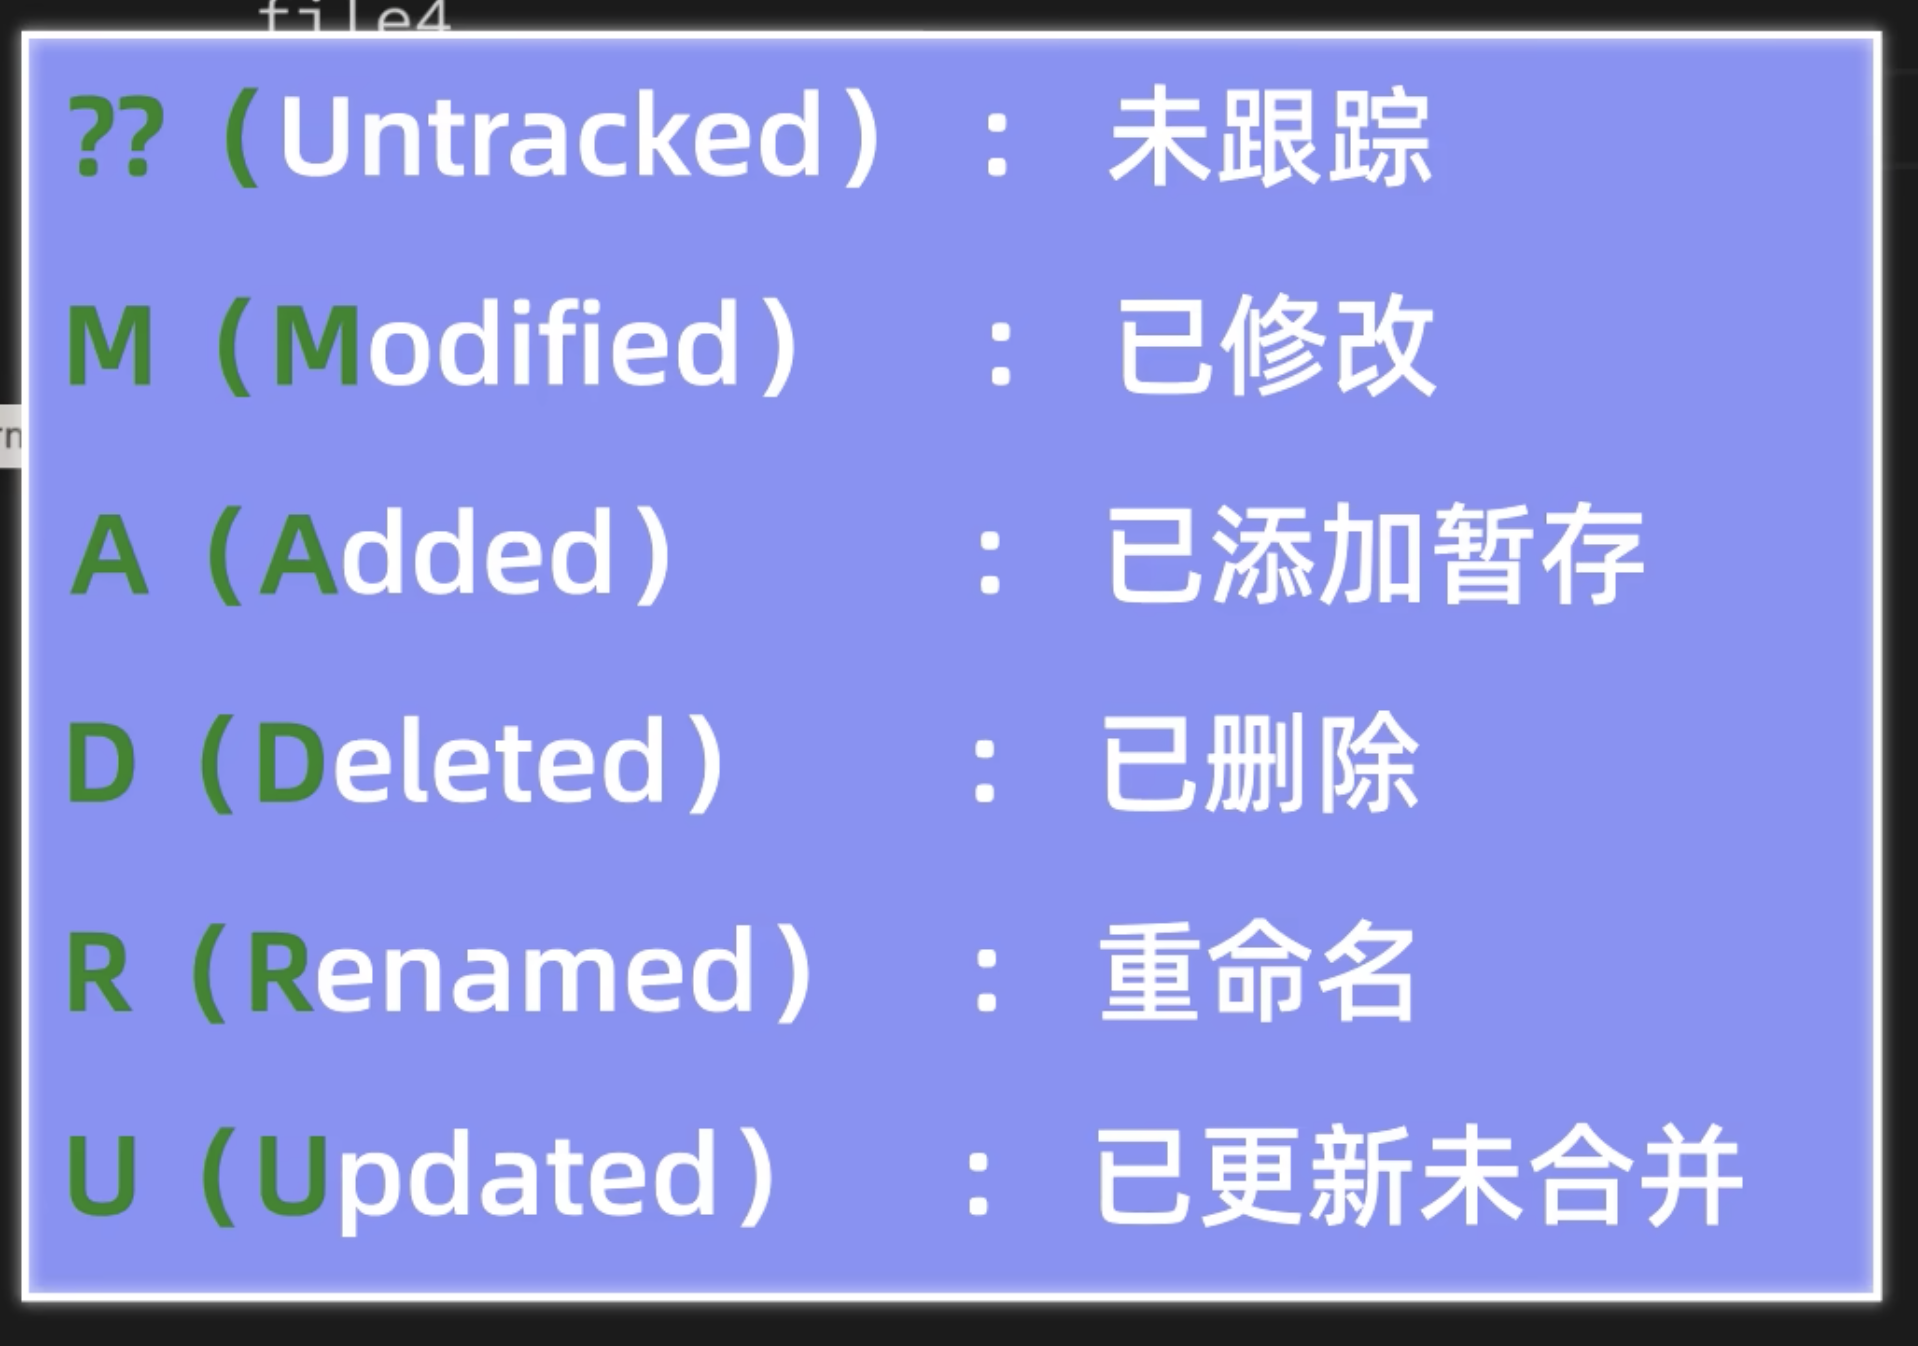 file4
?? (Untracked) : 未跟踪
M (Modified) : 已修改
A (Added) : 已添加暂存
D (Deleted) : 已删除
R (Renamed) : 重命名
U (Updated) : 已更新未合并